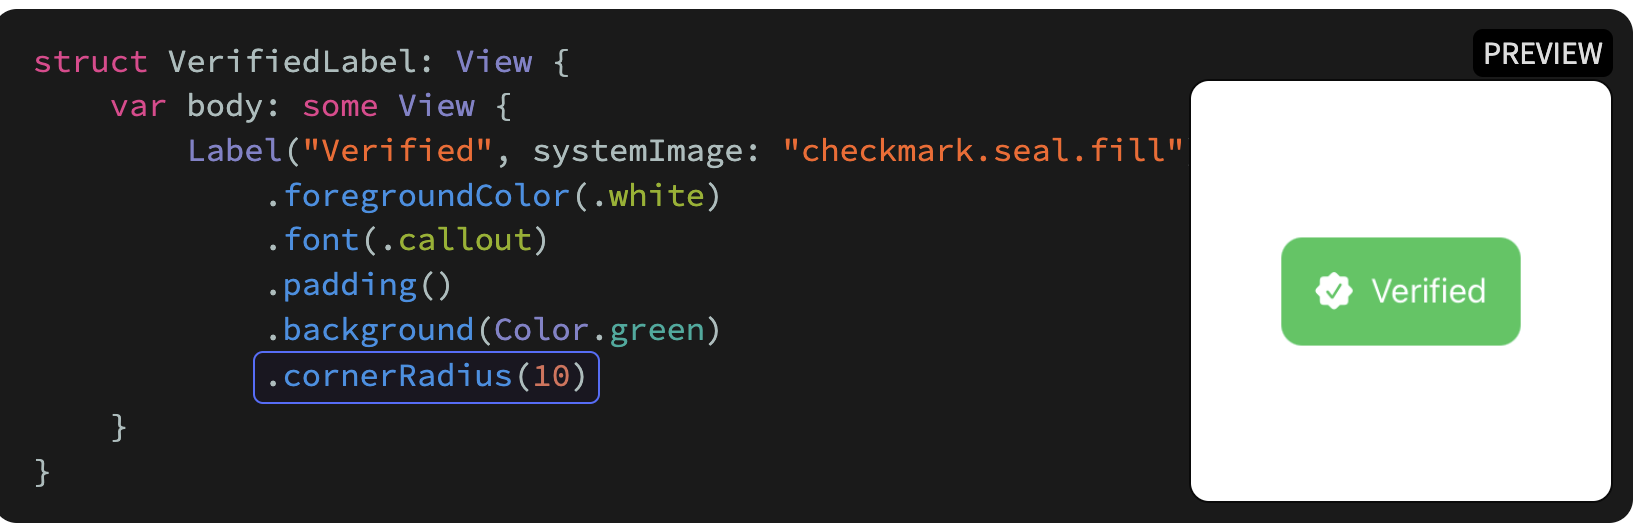 struct VerifiedLabel: View {
    var body: some View {
        Label("Verified", systemImage: "checkmark.seal.fill"
            .foregroundColor(.white)
            .font(.callout)
            .padding()
            .background(Color.green)
            .cornerRadius(10)
    }
}
PREVIEW
Verified